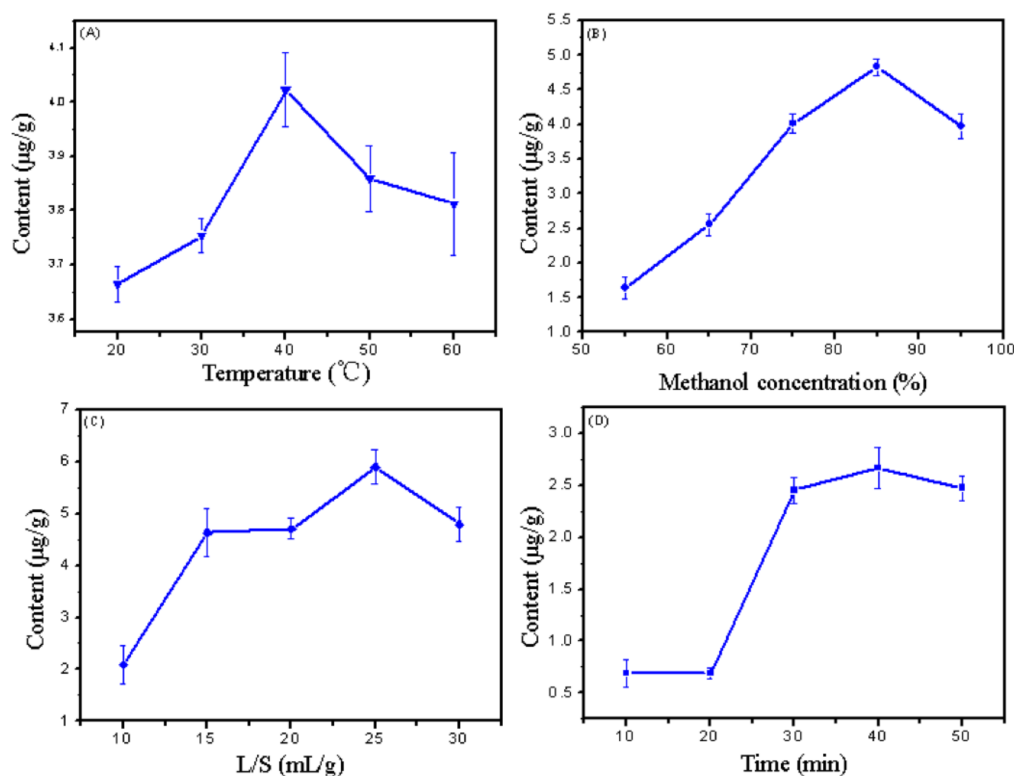 (A)
4.1
4.0
3.9
3.8
3.7
3.6
Content (µg/g)
20 30 40 50 60
Temperature (℃)
(B)
5.0
4.5
4.0
3.5
3.0
2.5
2.0
1.5
1.0
Content (µg/g)
50 60 70 80 90 100
Methanol concentration (%)
(C)
7
6
5
4
3
2
1
Content (µg/g)
10 15 20 25 30
L/S (mL/g)
(D)
3.0
2.5
2.0
1.5
1.0
0.5
Content (µg/g)
10 20 30 40 50
Time (min)